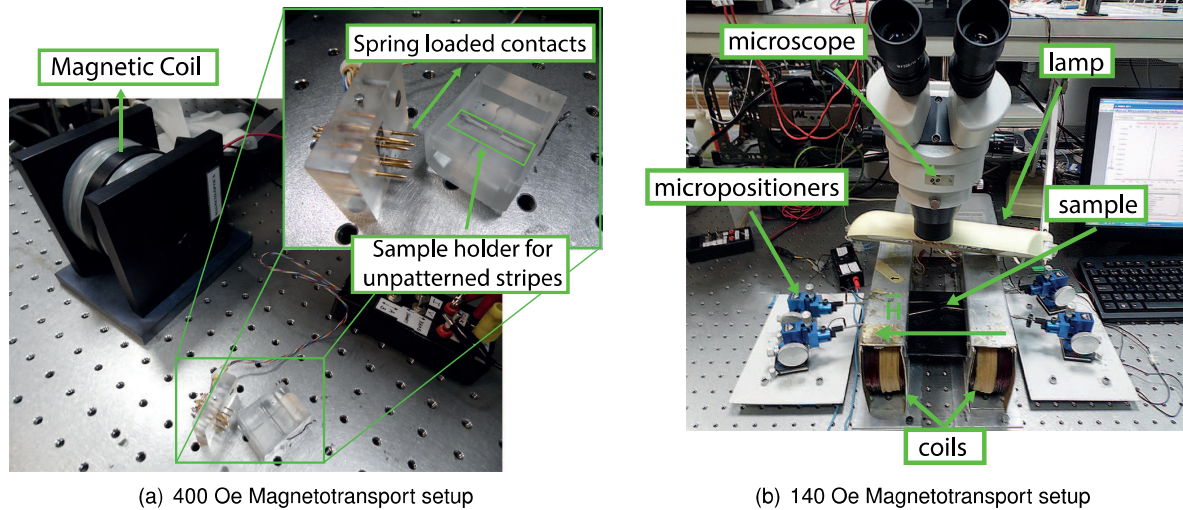 Magnetic Coil
Spring loaded contacts
Sample holder for
unpatterned stripes
(a) 400 Oe Magnetotransport setup
microscope
lamp
micropositioners
sample
H
coils
(b) 140 Oe Magnetotransport setup